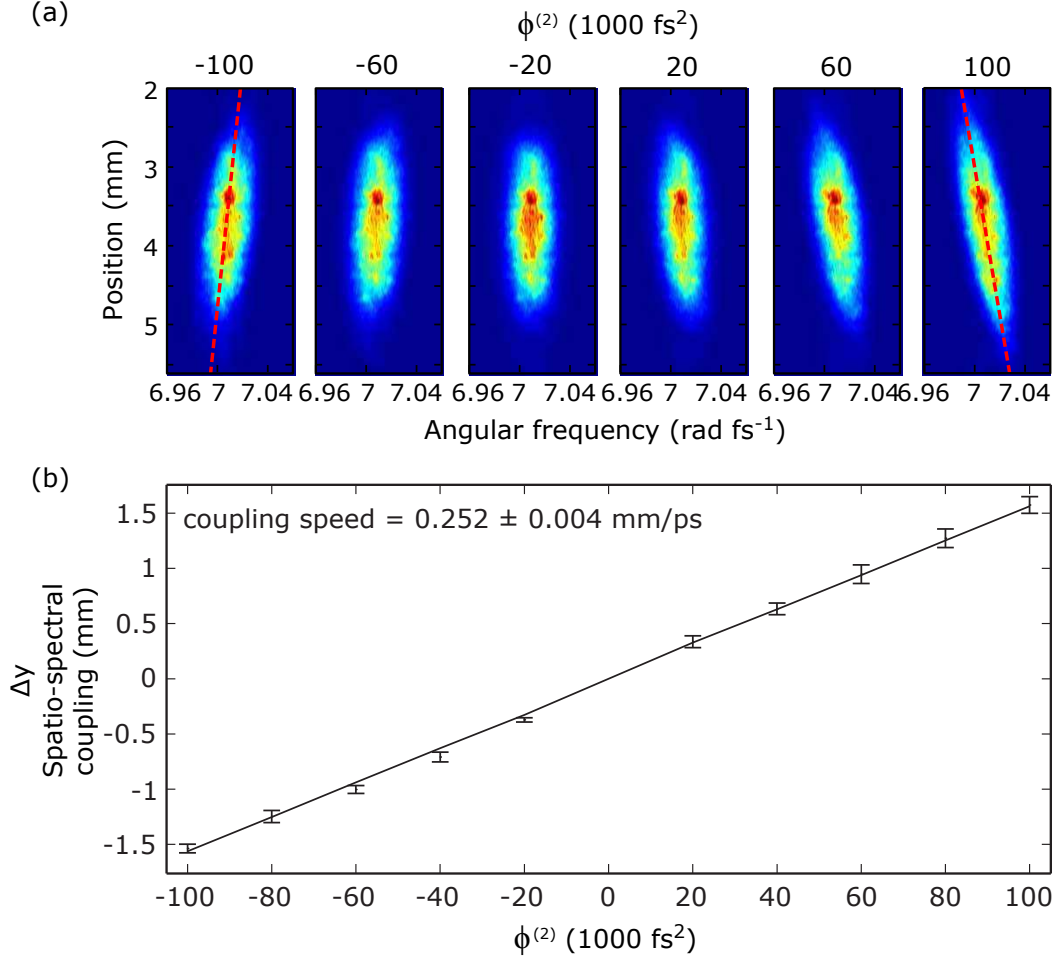 (a)
ϕ⁽²⁾ (1000 fs²)
-100 -60 -20 20 60 100
2
3
4
5
Position (mm)
6.96 7 7.04 6.96 7 7.04 6.96 7 7.04 6.96 7 7.04 6.96 7 7.04 6.96 7 7.04
Angular frequency (rad fs⁻¹)
(b)
coupling speed = 0.252 ± 0.004 mm/ps
1.5
1
0.5
0
-0.5
-1
-1.5
Δy
Spatio-spectral
coupling (mm)
-100 -80 -60 -40 -20 0 20 40 60 80 100
ϕ⁽²⁾ (1000 fs²)